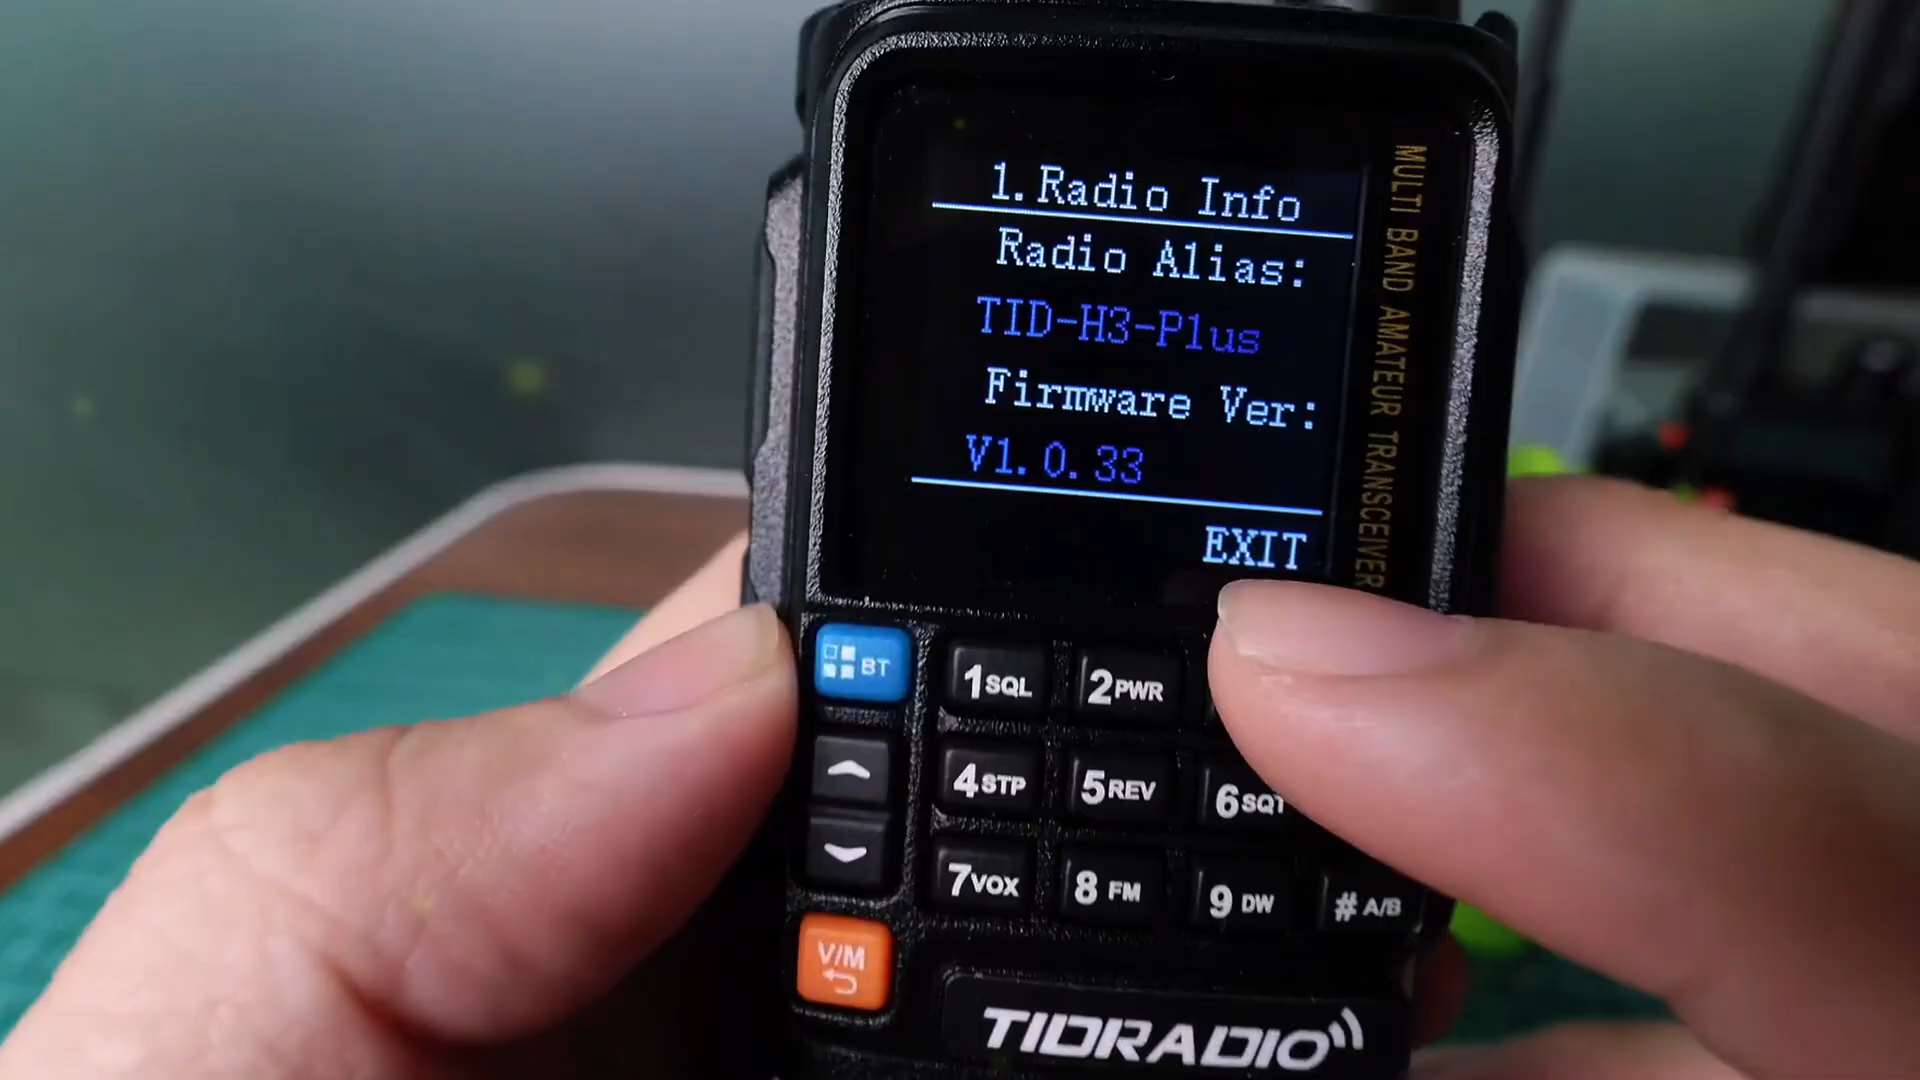 1.Radio Info
Radio Alias:
TID-H3-Plus
Firmware Ver:
V1.0.33
EXIT
MULTI BAND AMATEUR TRANSCEIVER
BT
1SQL
2PWR
4STP
5REV
6SQT
7VOX
8 FM
9 DW
# A/B
V/M
TIDRADIO